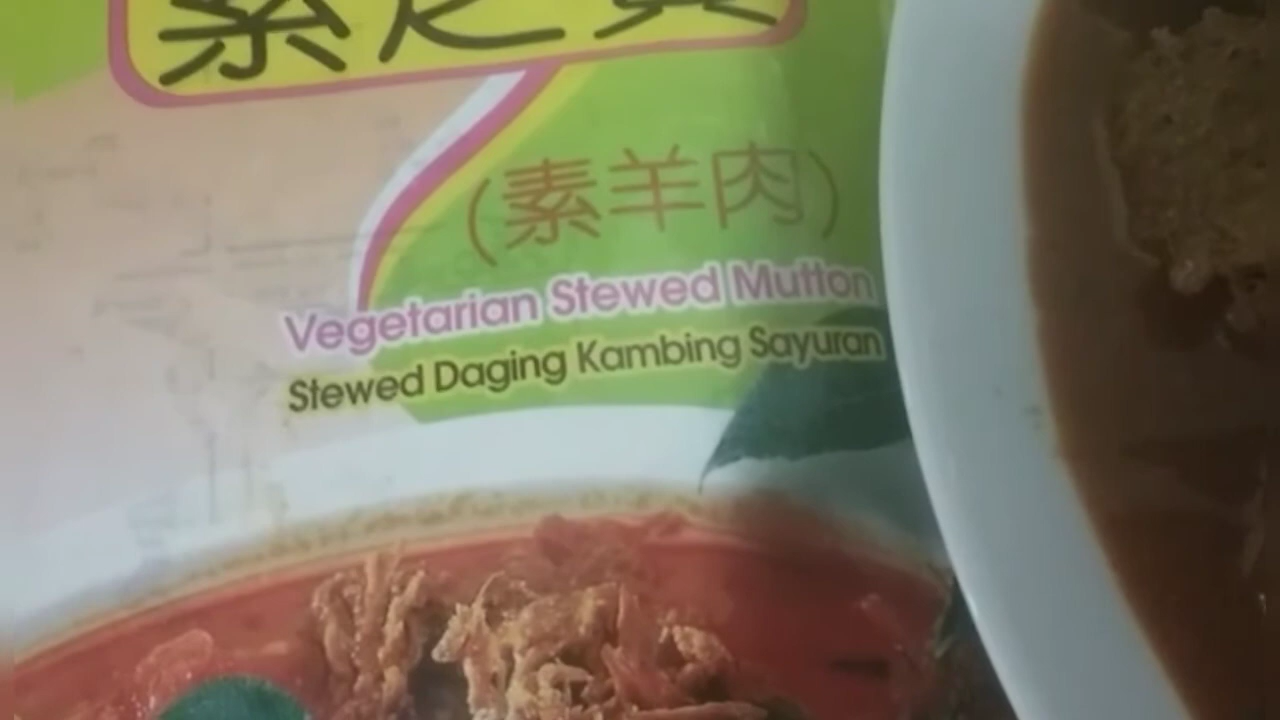 (素羊肉)
Vegetarian Stewed Mutton
Stewed Daging Kambing Sayuran